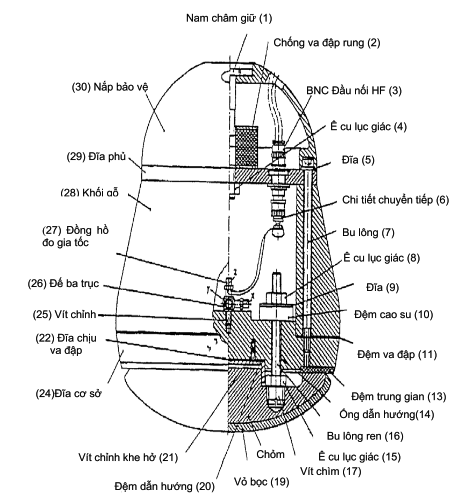 Nam châm giữ (1)
Chống va đập rung (2)
(30) Nắp bảo vệ
BNC Đầu nối HF (3)
Ê cu lục giác (4)
(29) Đĩa phủ
Đĩa (5)
(28) Khối gỗ
Chi tiết chuyển tiếp (6)
(27) Đồng hồ
đo gia tốc
Bu lông (7)
Ê cu lục giác (8)
(26) Đế ba trục
Đĩa (9)
(25) Vít chỉnh
Đệm cao su (10)
(22) Đĩa chịu
va đập
Đệm va đập (11)
(24)Đĩa cơ sở
Đệm trung gian (13)
Ống dẫn hướng(14)
Bu lông ren (16)
Chỏm
Vít chỉnh khe hở (21)
Ê cu lục giác (15)
Vít chìm (17)
Vỏ bọc (19)
Đệm dẫn hướng (20)